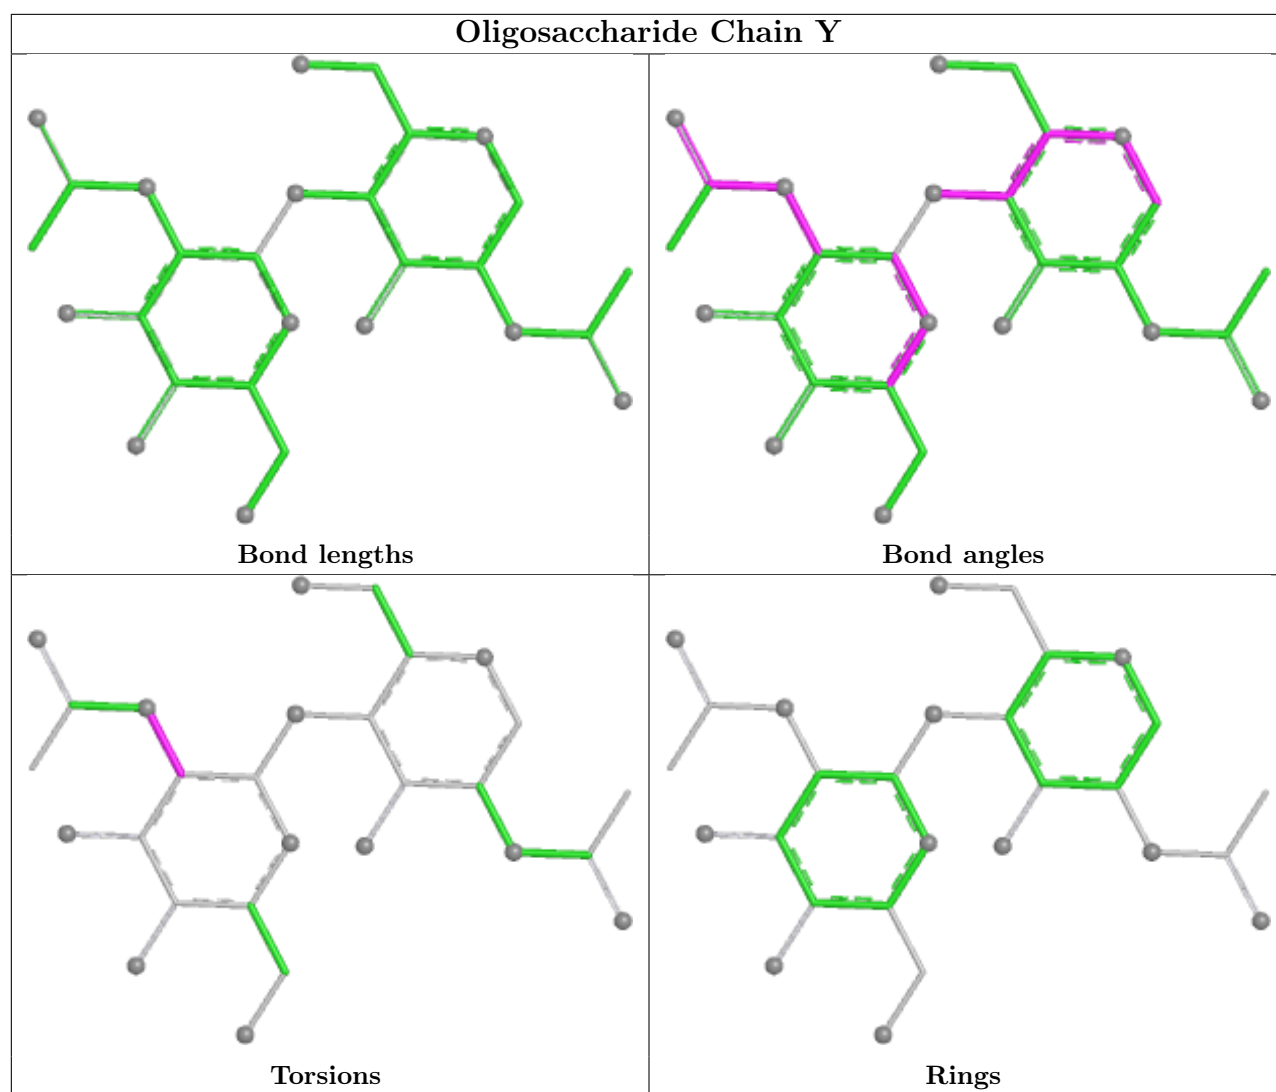 Oligosaccharide Chain Y
Bond lengths
Bond angles
Torsions
Rings